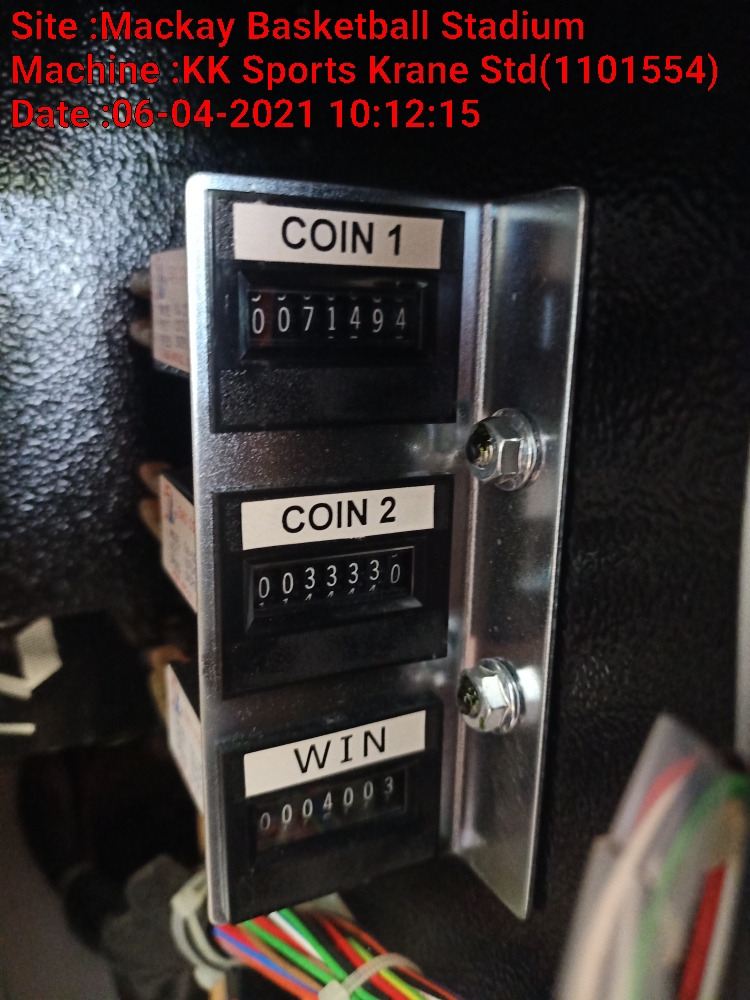 Site :Mackay Basketball Stadium
Machine :KK Sports Krane Std(1101554)
Date :06-04-2021 10:12:15
COIN 1
0071494
COIN 2
0033330
WIN
0004003